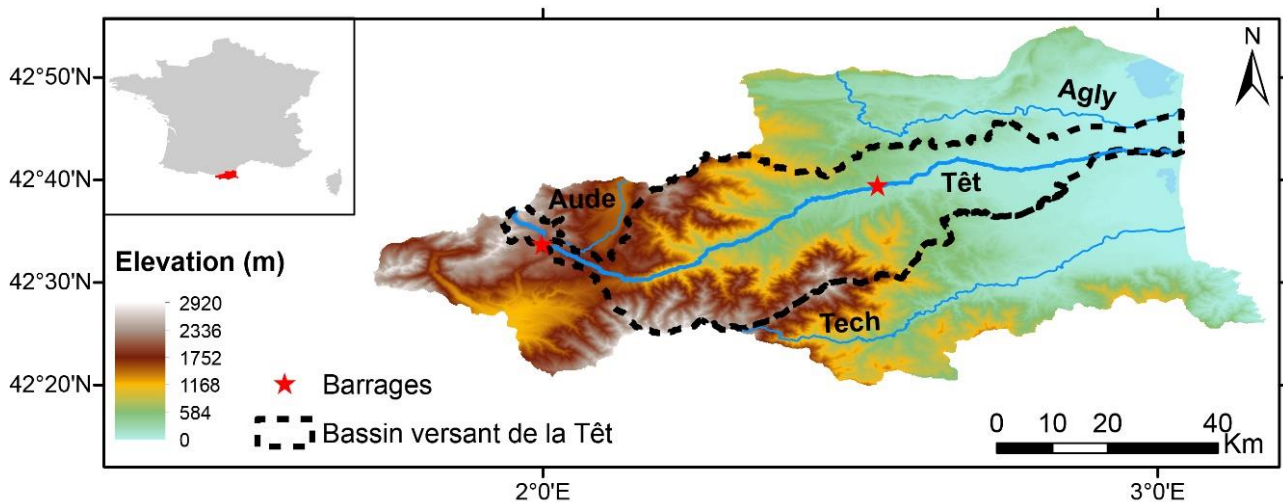 N
42°50'N
42°40'N
42°30'N
42°20'N
Agly
Têt
Aude
Tech
Elevation (m)
2920
2336
1752
1168
584
0
Barrages
Bassin versant de la Têt
0 10 20 40
Km
2°0'E
3°0'E